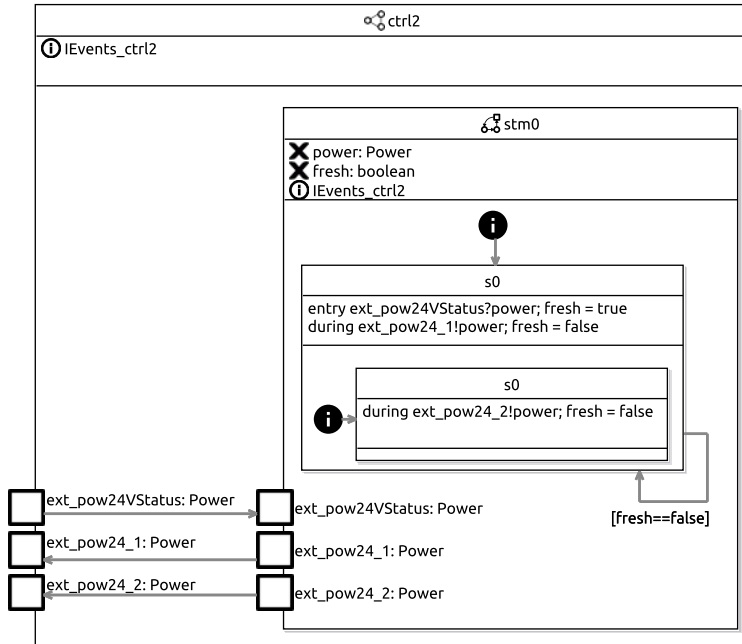 ctrl2
IEvents_ctrl2
stm0
power: Power
fresh: boolean
IEvents_ctrl2
i
s0
entry ext_pow24VStatus?power; fresh = true
during ext_pow24_1!power; fresh = false
s0
i
during ext_pow24_2!power; fresh = false
[fresh==false]
ext_pow24VStatus: Power
ext_pow24VStatus: Power
ext_pow24_1: Power
ext_pow24_1: Power
ext_pow24_2: Power
ext_pow24_2: Power